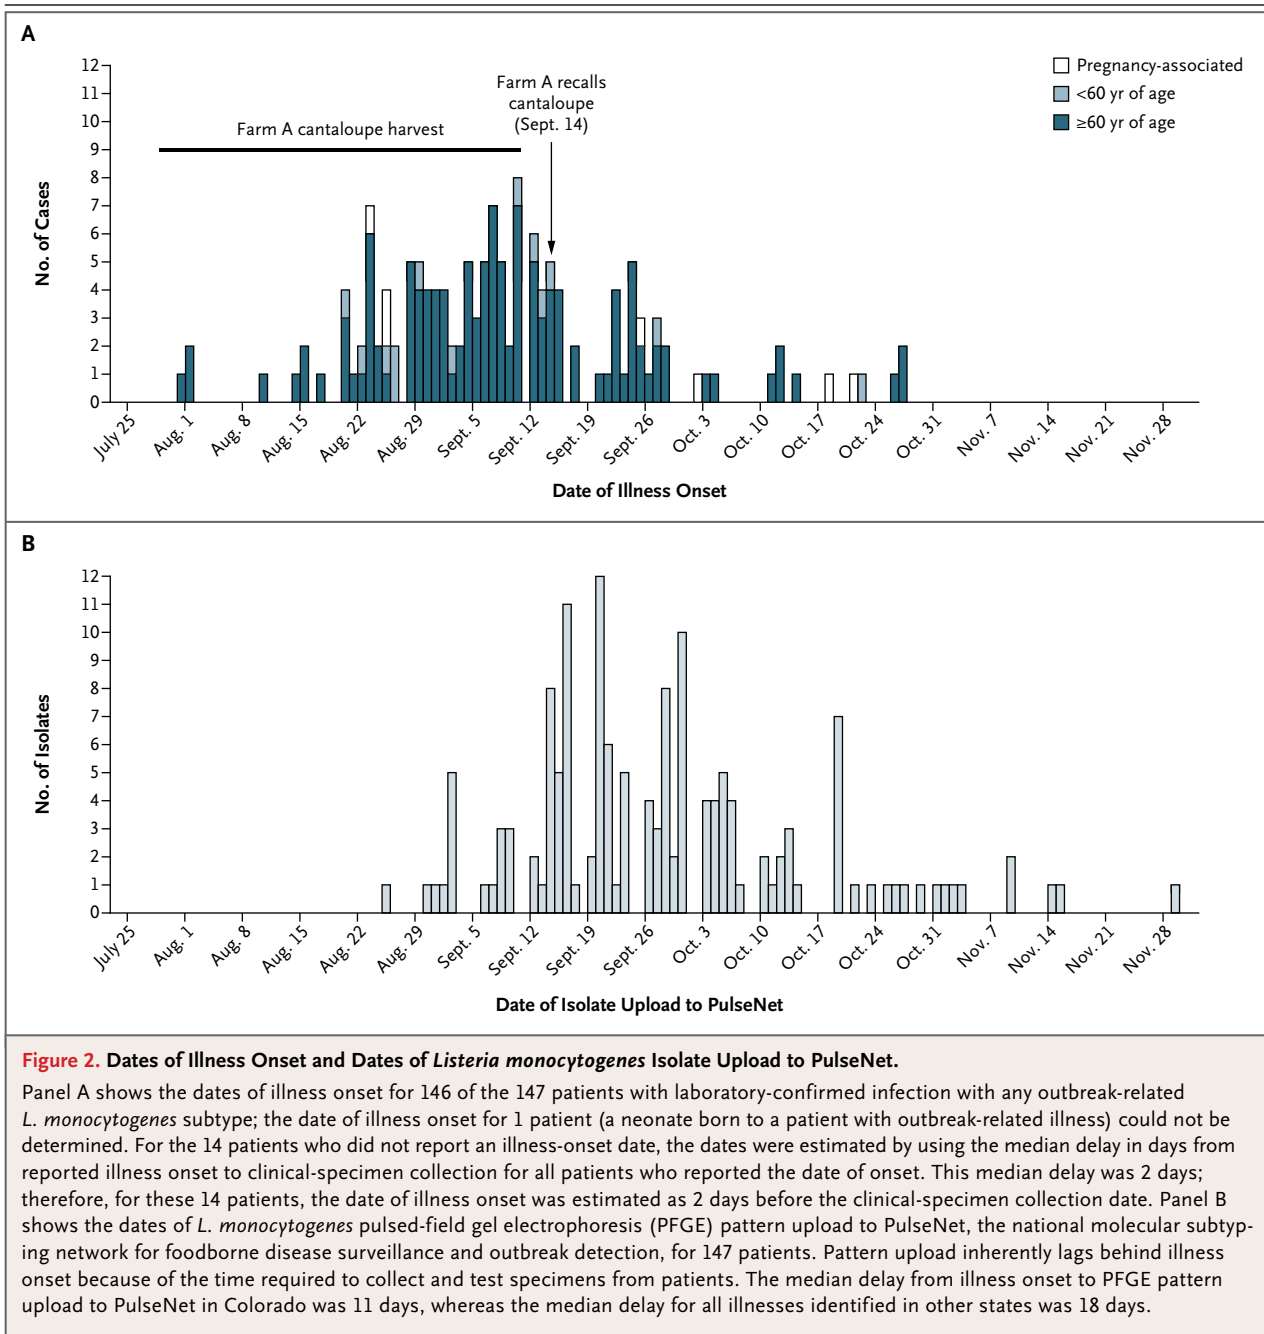 A
12
11
10
9
8
7
6
5
4
3
2
1
0
No. of Cases
Farm A cantaloupe harvest
Farm A recalls
cantaloupe
(Sept. 14)
Pregnancy-associated
<60 yr of age
≥60 yr of age
July 25
Aug. 1
Aug. 8
Aug. 15
Aug. 22
Aug. 29
Sept. 5
Sept. 12
Sept. 19
Sept. 26
Oct. 3
Oct. 10
Oct. 17
Oct. 24
Oct. 31
Nov. 7
Nov. 14
Nov. 21
Nov. 28
Date of Illness Onset
B
12
11
10
9
8
7
6
5
4
3
2
1
0
No. of Isolates
July 25
Aug. 1
Aug. 8
Aug. 15
Aug. 22
Aug. 29
Sept. 5
Sept. 12
Sept. 19
Sept. 26
Oct. 3
Oct. 10
Oct. 17
Oct. 24
Oct. 31
Nov. 7
Nov. 14
Nov. 21
Nov. 28
Date of Isolate Upload to PulseNet
Figure 2. Dates of Illness Onset and Dates of Listeria monocytogenes Isolate Upload to PulseNet.
Panel A shows the dates of illness onset for 146 of the 147 patients with laboratory-confirmed infection with any outbreak-related
L. monocytogenes subtype; the date of illness onset for 1 patient (a neonate born to a patient with outbreak-related illness) could not be
determined. For the 14 patients who did not report an illness-onset date, the dates were estimated by using the median delay in days from
reported illness onset to clinical-specimen collection for all patients who reported the date of onset. This median delay was 2 days;
therefore, for these 14 patients, the date of illness onset was estimated as 2 days before the clinical-specimen collection date. Panel B
shows the dates of L. monocytogenes pulsed-field gel electrophoresis (PFGE) pattern upload to PulseNet, the national molecular subtyp-
ing network for foodborne disease surveillance and outbreak detection, for 147 patients. Pattern upload inherently lags behind illness
onset because of the time required to collect and test specimens from patients. The median delay from illness onset to PFGE pattern
upload to PulseNet in Colorado was 11 days, whereas the median delay for all illnesses identified in other states was 18 days.